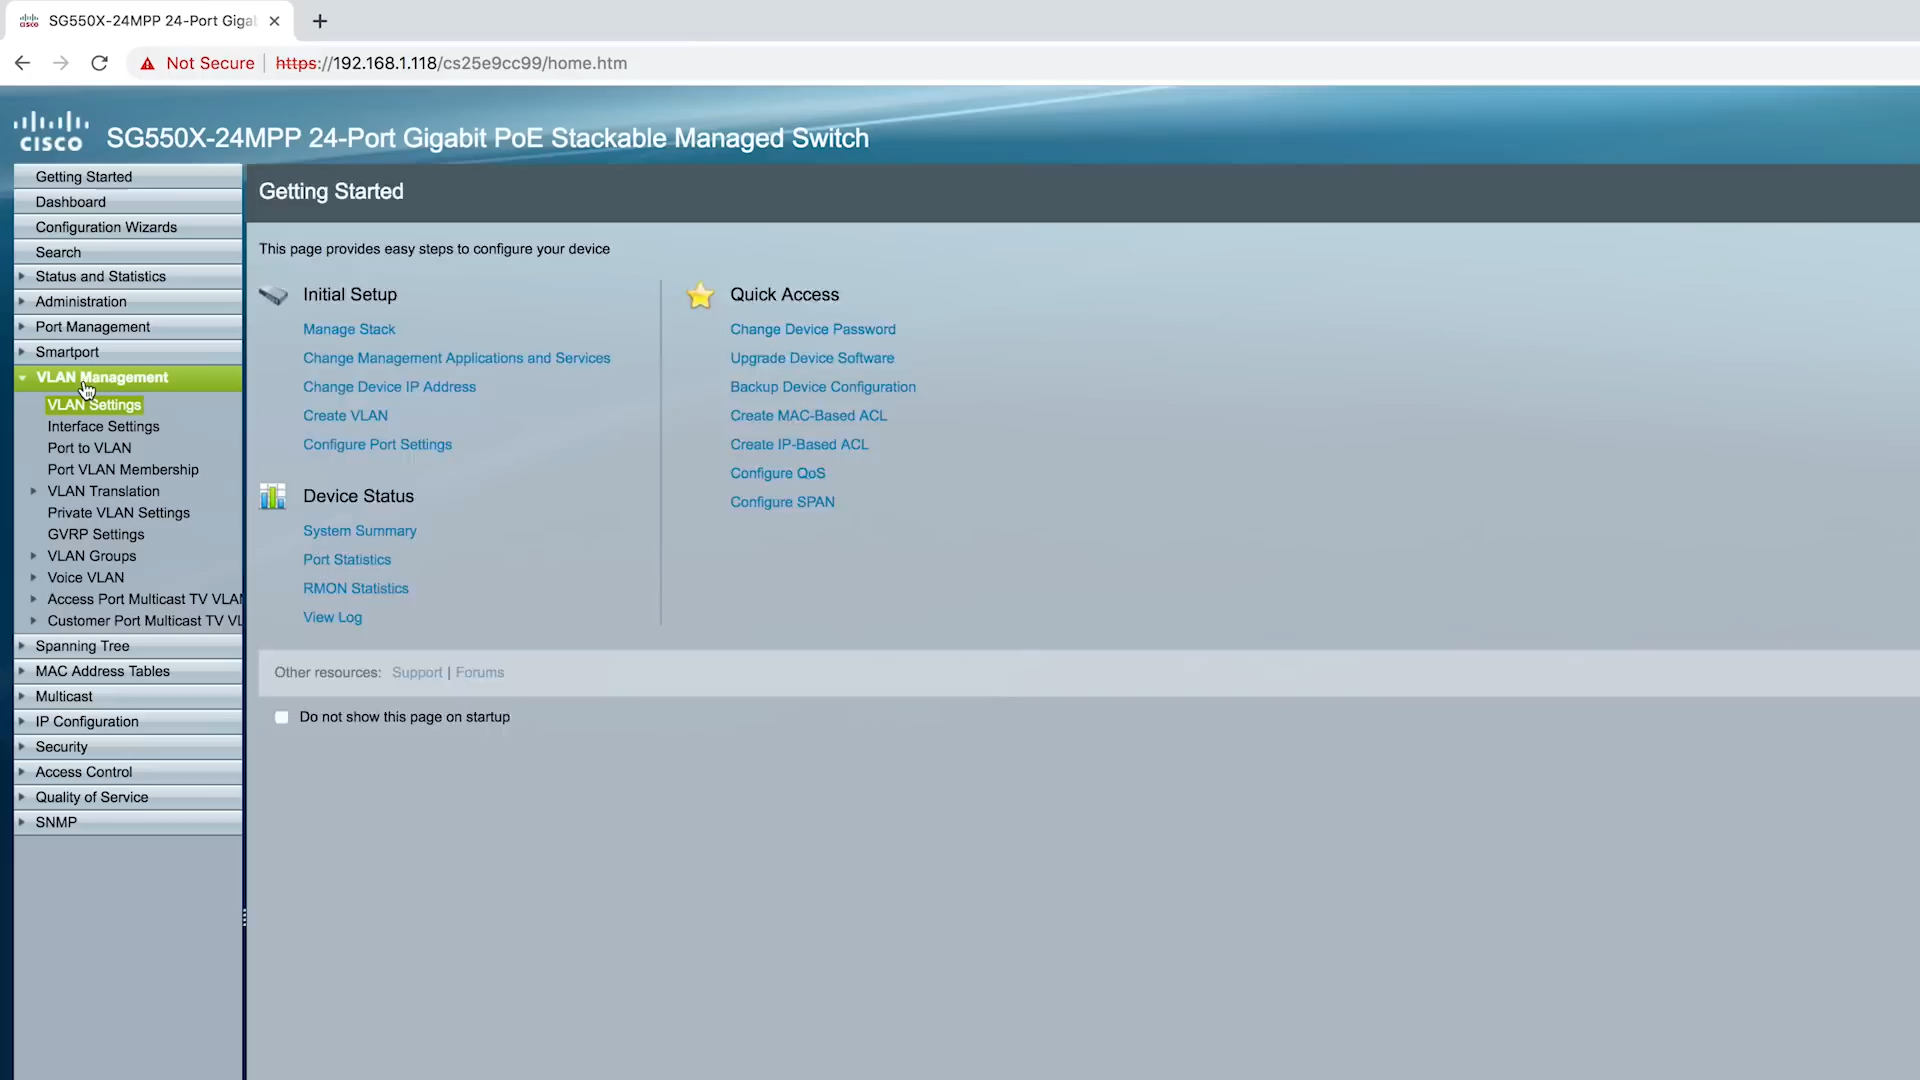 SG550X-24MPP 24-Port Giga
Not Secure
https://192.168.1.118/cs25e9cc99/home.htm
CISCO
SG550X-24MPP 24-Port Gigabit PoE Stackable Managed Switch
Getting Started
Dashboard
Configuration Wizards
Search
Status and Statistics
Administration
Port Management
Smartport
VLAN Management
VLAN Settings
Interface Settings
Port to VLAN
Port VLAN Membership
VLAN Translation
Private VLAN Settings
GVRP Settings
VLAN Groups
Voice VLAN
Access Port Multicast TV VLAN
Customer Port Multicast TV VL
Spanning Tree
MAC Address Tables
Multicast
IP Configuration
Security
Access Control
Quality of Service
SNMP
Getting Started
This page provides easy steps to configure your device
Initial Setup
Manage Stack
Change Management Applications and Services
Change Device IP Address
Create VLAN
Configure Port Settings
Device Status
System Summary
Port Statistics
RMON Statistics
View Log
Quick Access
Change Device Password
Upgrade Device Software
Backup Device Configuration
Create MAC-Based ACL
Create IP-Based ACL
Configure QoS
Configure SPAN
Other resources: Support | Forums
Do not show this page on startup